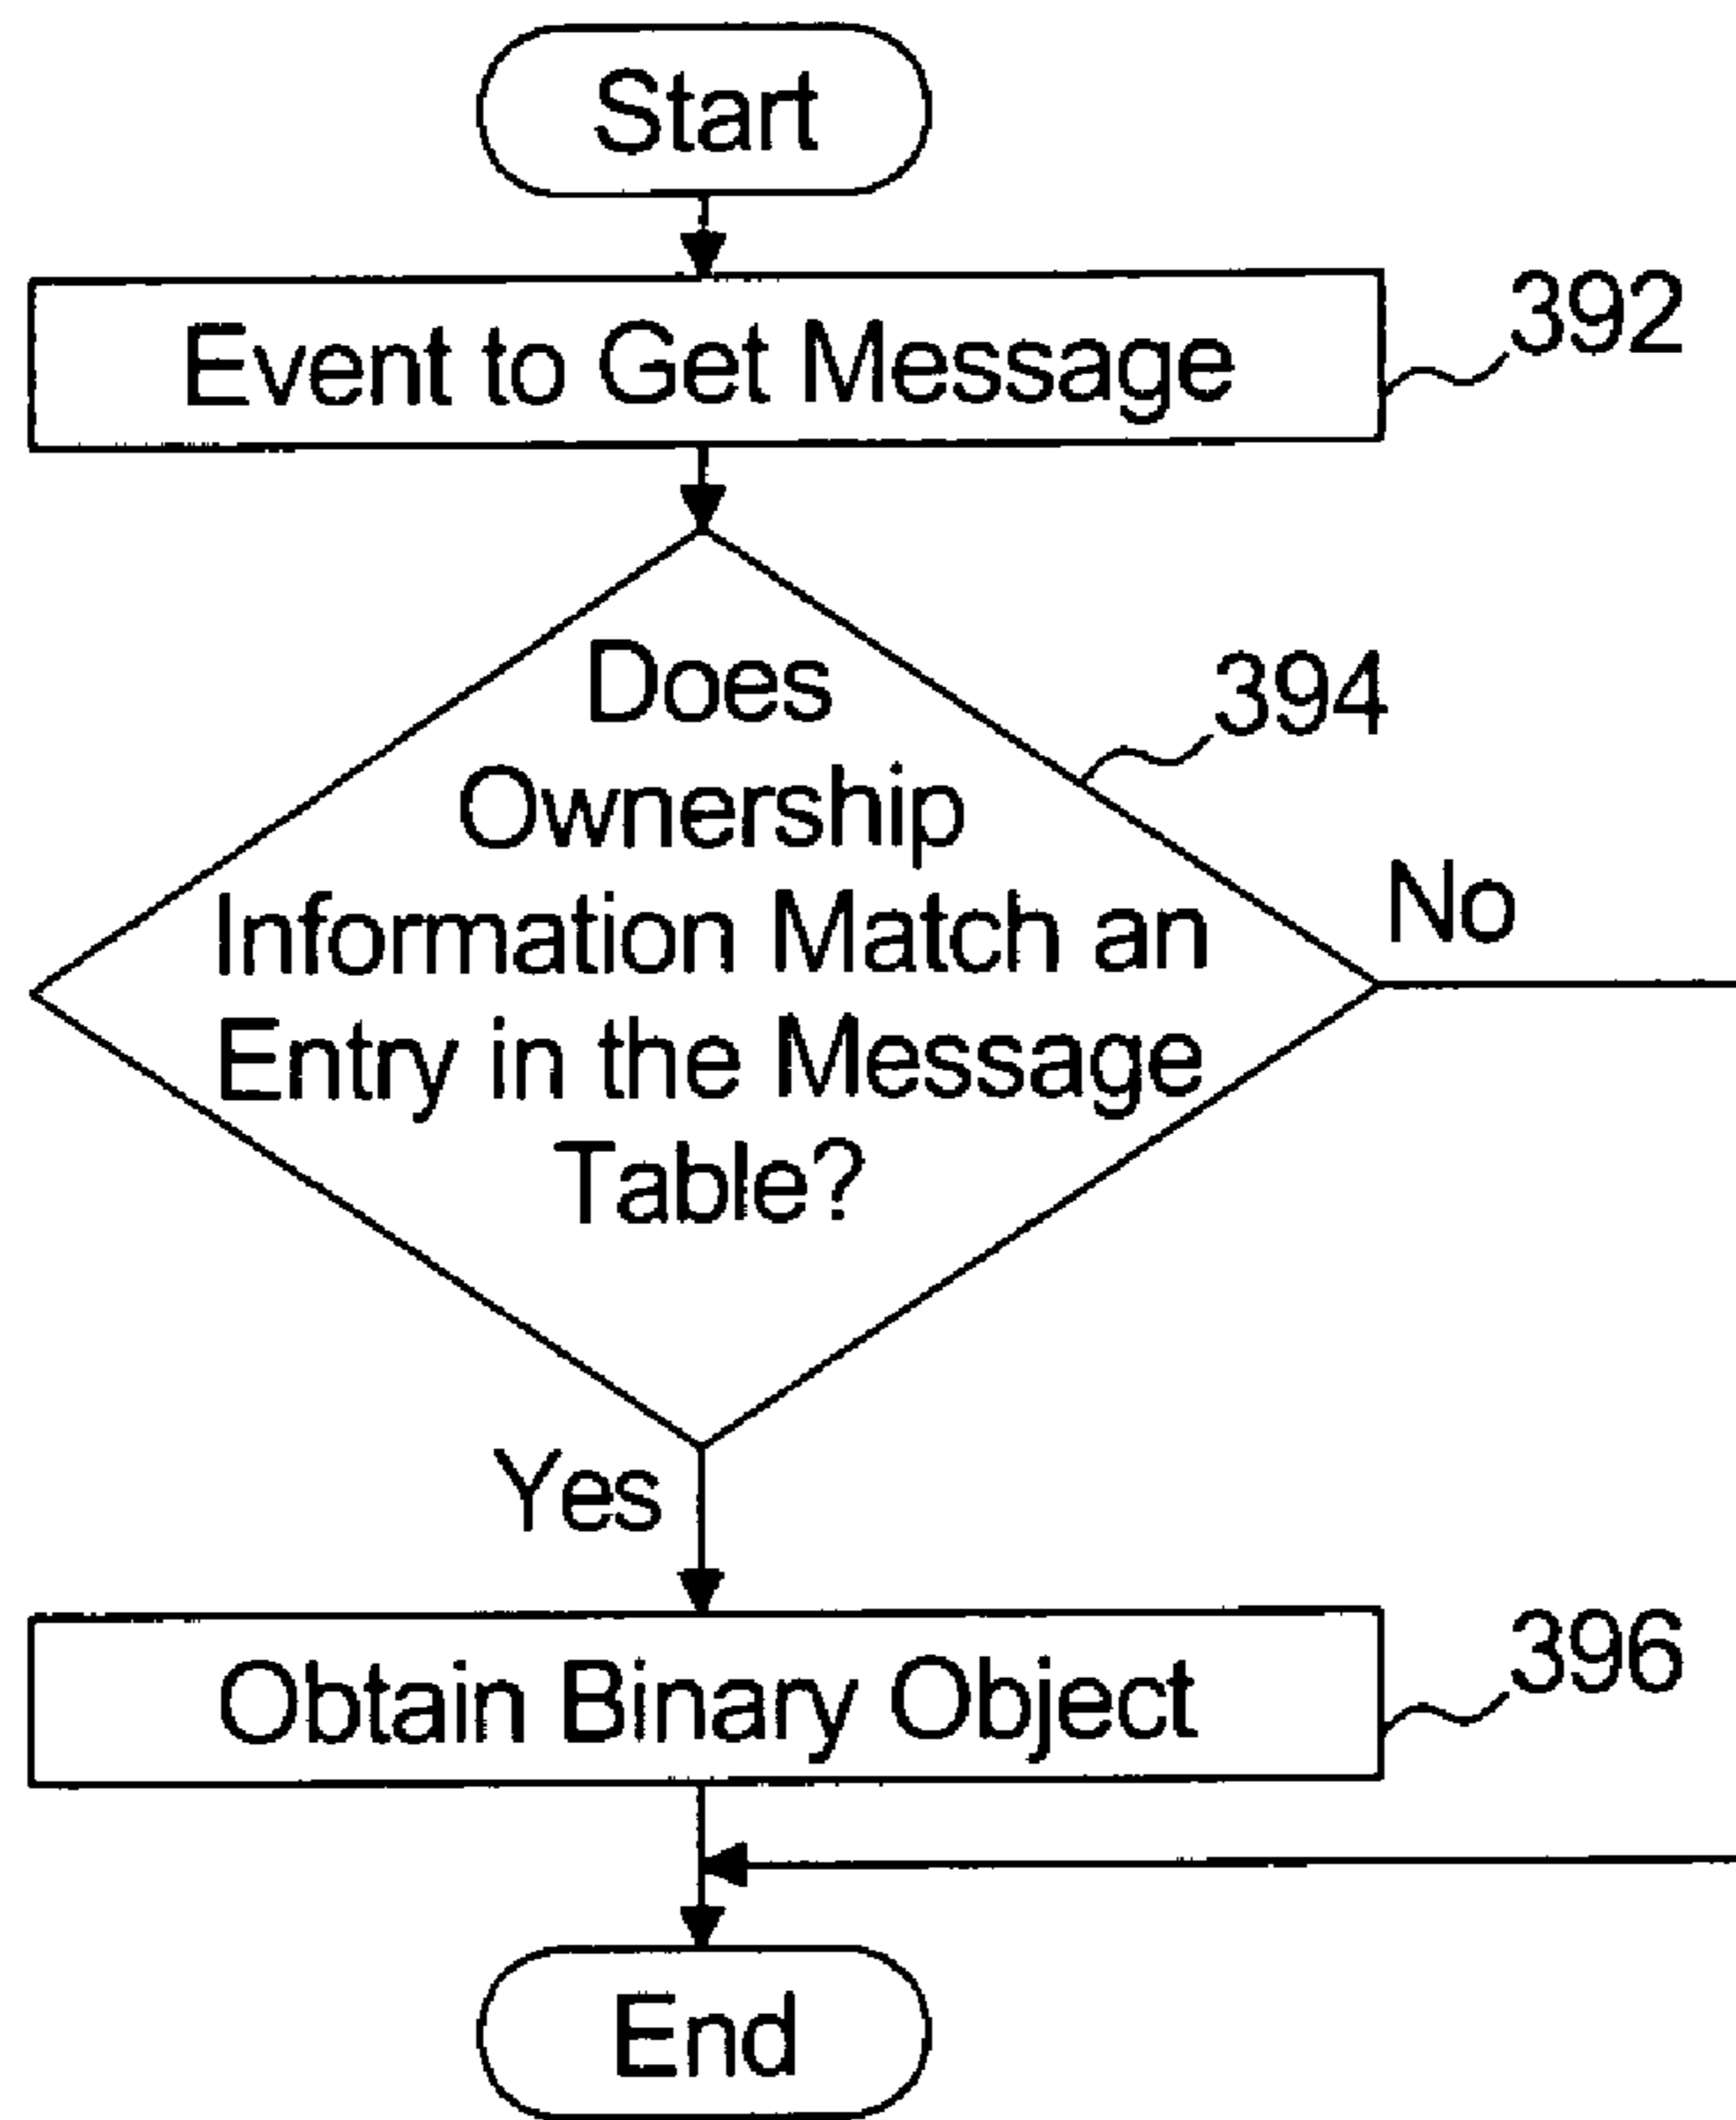 Start
Event to Get Message
392
Does
394
Ownership
Information Match an
No
Entry in the Message
Table?
Yes
Obtain Binary Object
396
End